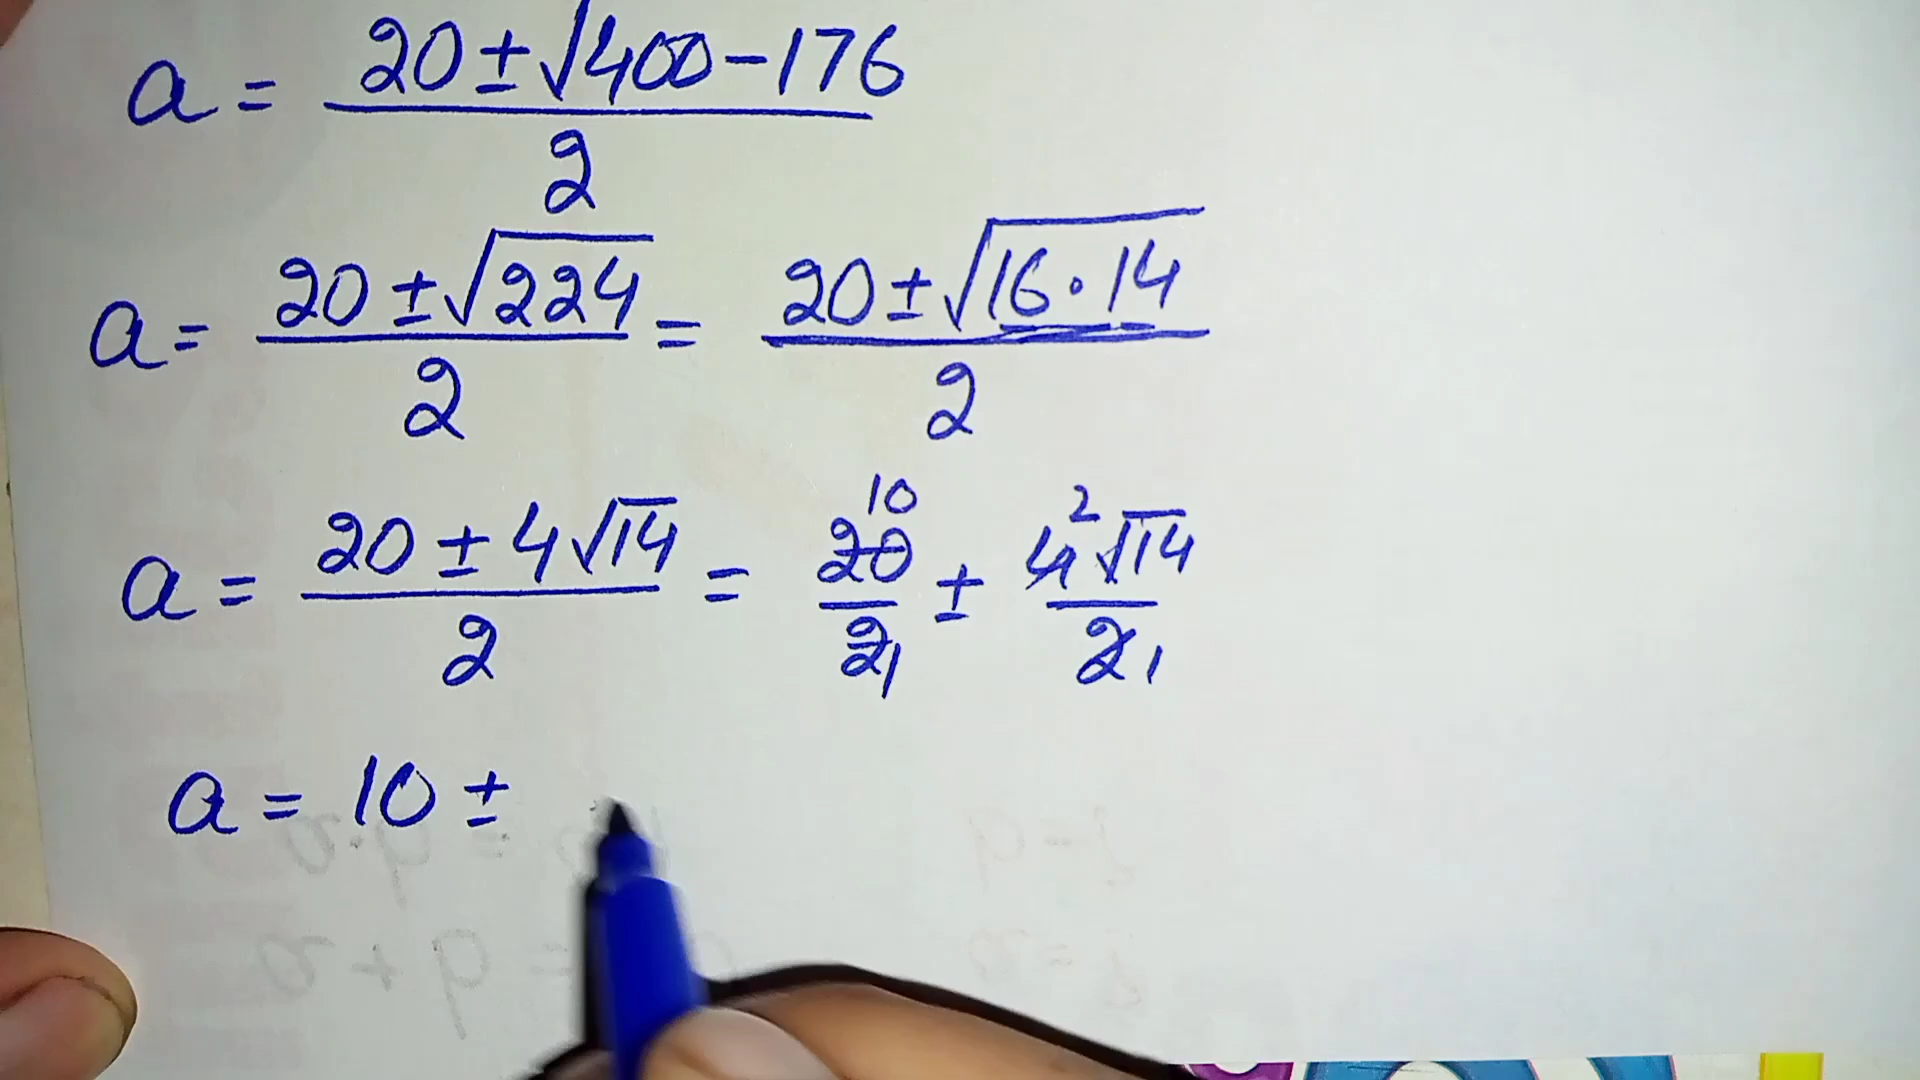 a = (20 ± √400-176)/2
a = (20 ± √224)/2 = (20 ± √16·14)/2
a = (20 ± 4√14)/2 = 20/2 ± 4√14/2
10 2
1 1
a = 10 ±